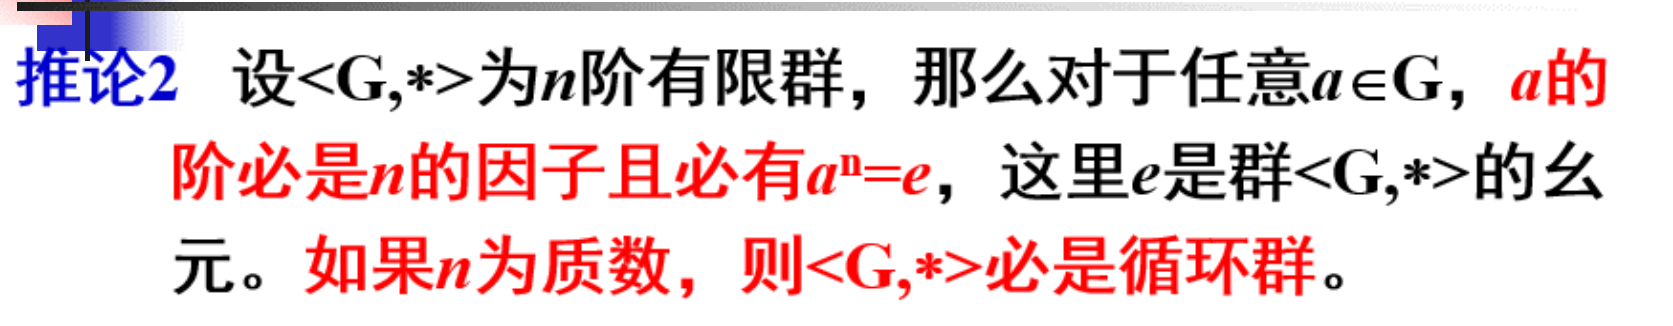 推论2 设<G,*>为n阶有限群，那么对于任意a∈G，a的
阶必是n的因子且必有aⁿ=e，这里e是群<G,*>的幺
元。如果n为质数，则<G,*>必是循环群。